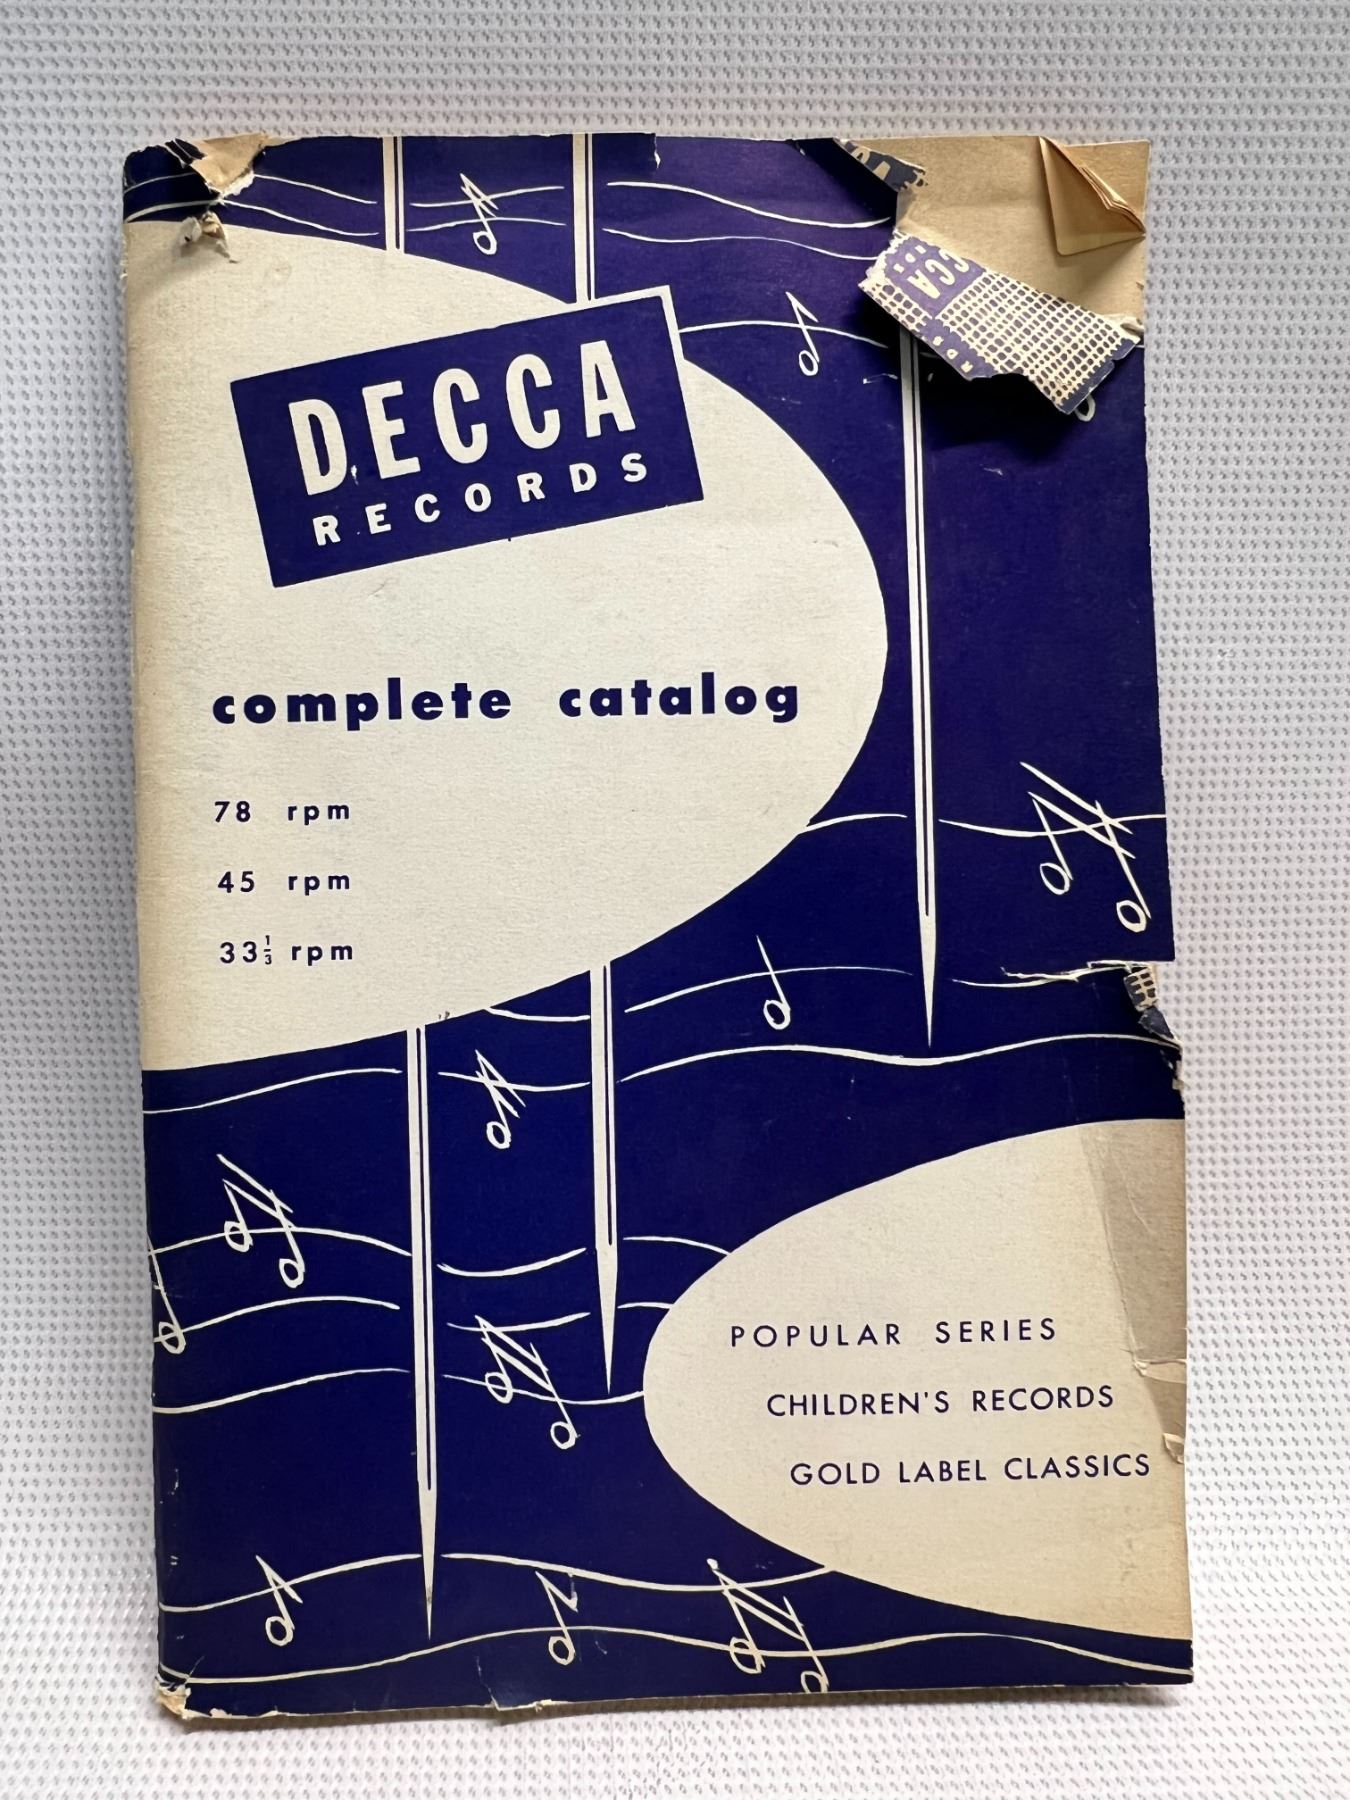 DECCA
RECORDS
complete catalog
78 rpm
45 rpm
33⅓ rpm
POPULAR SERIES
CHILDREN'S RECORDS
GOLD LABEL CLASSICS